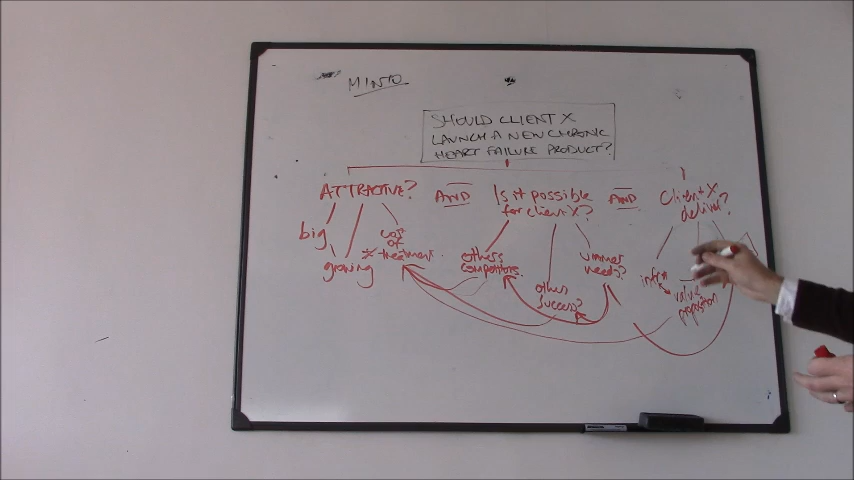 MINTO
SHOULD CLIENT X
LAUNCH A NEW CHRONIC
HEART FAILURE PRODUCT?
ATTRACTIVE?
AND
Is it possible
for client X?
AND
Client X
deliver?
big
growing
cost
of
treatment
others
competitors
other
success?
unmet
needs?
infra
value
proposition